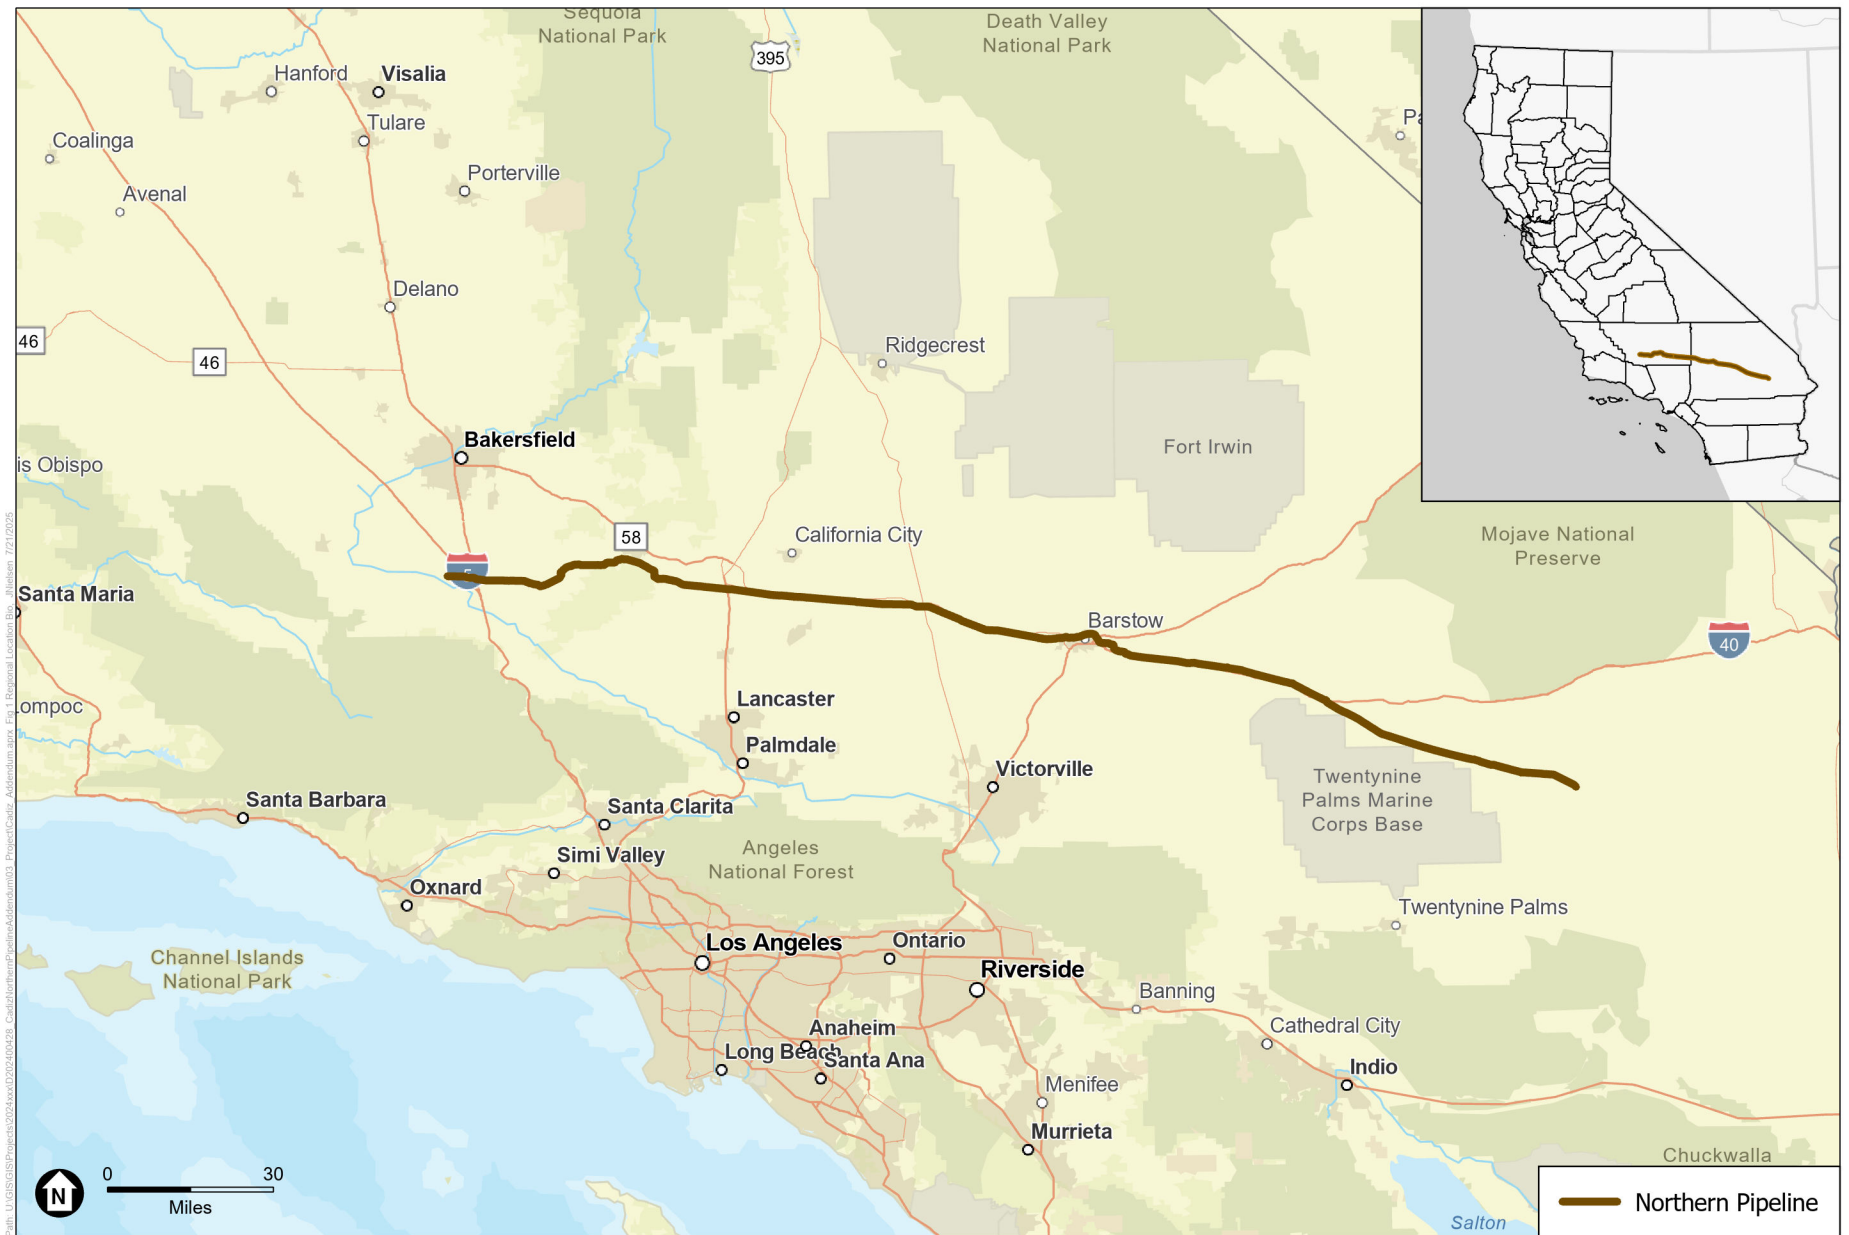 Sequoia
National Park
Death Valley
National Park
395
Hanford
Visalia
Tulare
Coalinga
Porterville
Avenal
Delano
46
46
Ridgecrest
Bakersfield
Fort Irwin
is Obispo
58
California City
Mojave National
Preserve
5
Santa Maria
Barstow
40
Lancaster
ompoc
Palmdale
Victorville
Twentynine
Palms Marine
Corps Base
Santa Barbara
Santa Clarita
Angeles
National Forest
Simi Valley
Oxnard
Twentynine Palms
Los Angeles
Ontario
Channel Islands
National Park
Riverside
Banning
Anaheim
Cathedral City
Long Beach
Santa Ana
Indio
Menifee
Murrieta
Chuckwalla
0 30
Miles
N
Salton
Northern Pipeline